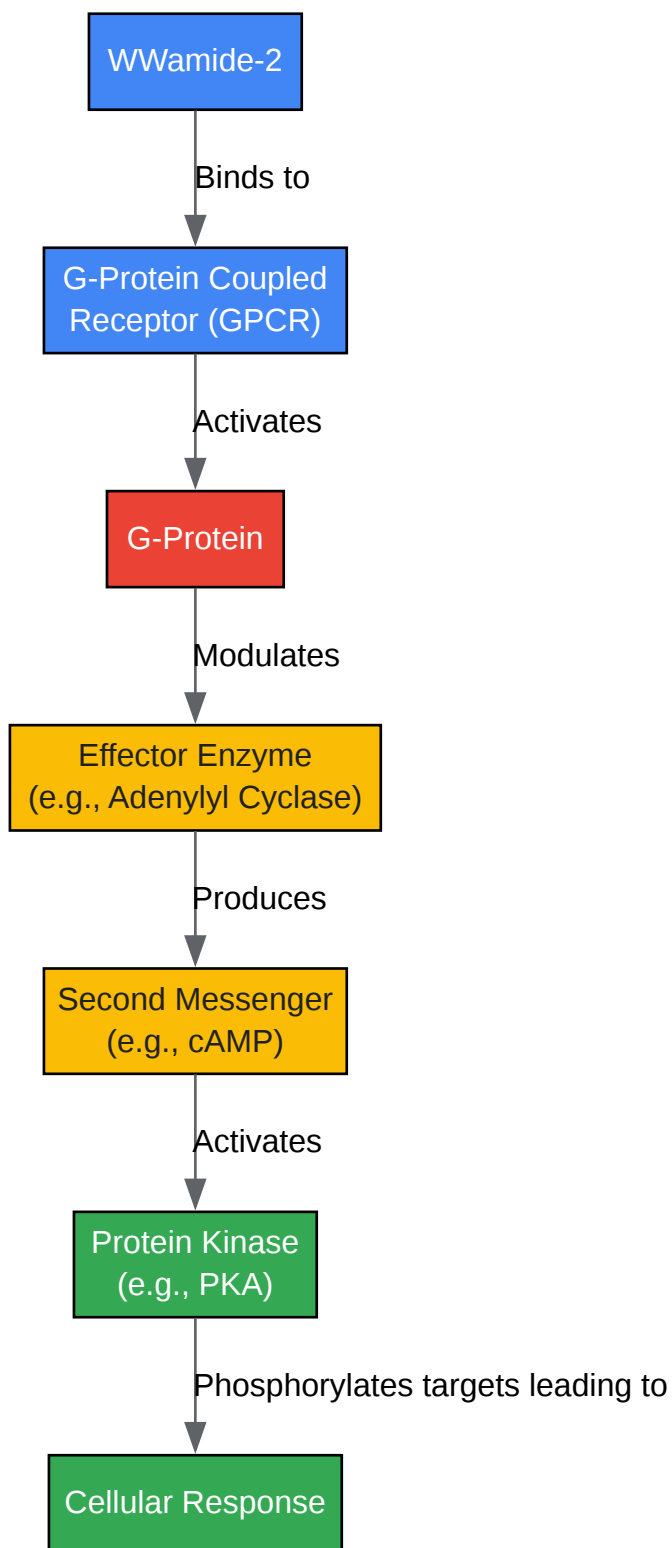 WWamide-2
Binds to
G-Protein Coupled
Receptor (GPCR)
Activates
G-Protein
Modulates
Effector Enzyme
(e.g., Adenylyl Cyclase)
Produces
Second Messenger
(e.g., cAMP)
Activates
Protein Kinase
(e.g., PKA)
Phosphorylates targets leading to
Cellular Response